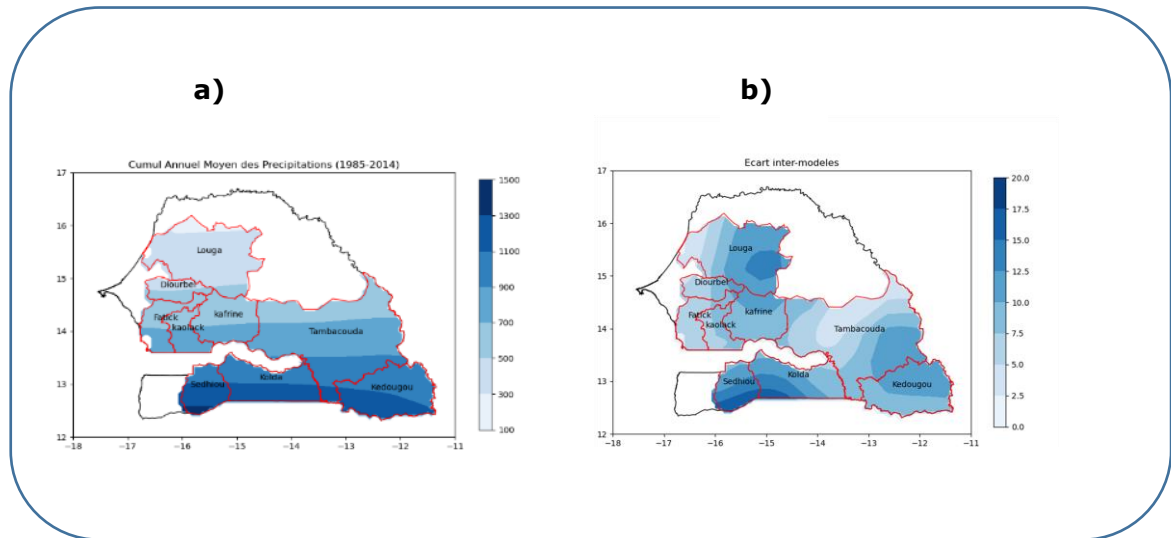 a)
b)
Cumul Annuel Moyen des Precipitations (1985-2014)
17
16
15
14
13
12
−18
−17
−16
−15
−14
−13
−12
−11
Louga
Diourbel
Fatick
kaolack
kafrine
Tambacouda
Sedhiou
Kolda
Kedougou
1500
1300
1100
900
700
500
300
100
Ecart inter-modeles
17
16
15
14
13
12
−18
−17
−16
−15
−14
−13
−12
−11
Louga
Diourbel
Fatick
kaolack
kafrine
Tambacouda
Sedhiou
Kolda
Kedougou
20.0
17.5
15.0
12.5
10.0
7.5
5.0
2.5
0.0